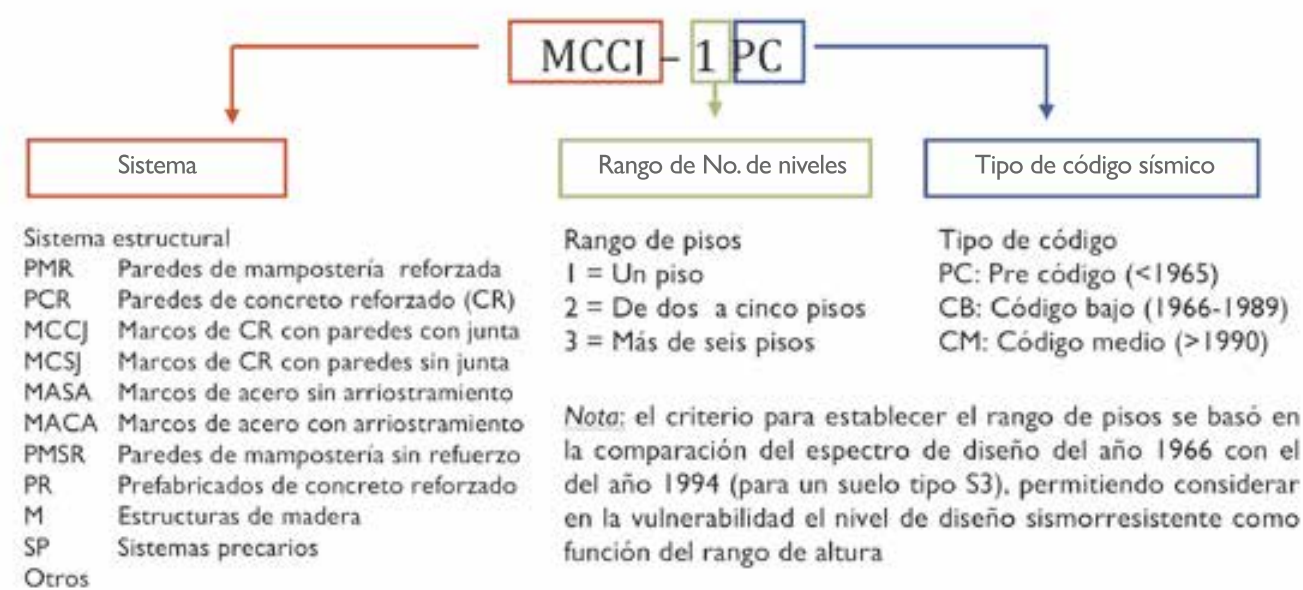 MCCJ – 1 PC
Sistema
Rango de No. de niveles
Tipo de código sísmico
Sistema estructural
PMR Paredes de mampostería reforzada
PCR Paredes de concreto reforzado (CR)
MCCJ Marcos de CR con paredes con junta
MCSJ Marcos de CR con paredes sin junta
MASA Marcos de acero sin arriostramiento
MACA Marcos de acero con arriostramiento
PMSR Paredes de mampostería sin refuerzo
PR Prefabricados de concreto reforzado
M Estructuras de madera
SP Sistemas precarios
Otros
Rango de pisos
1 = Un piso
2 = De dos a cinco pisos
3 = Más de seis pisos
Tipo de código
PC: Pre código (<1965)
CB: Código bajo (1966-1989)
CM: Código medio (>1990)
Nota: el criterio para establecer el rango de pisos se basó en
la comparación del espectro de diseño del año 1966 con el
del año 1994 (para un suelo tipo S3), permitiendo considerar
en la vulnerabilidad el nivel de diseño sismorresistente como
función del rango de altura